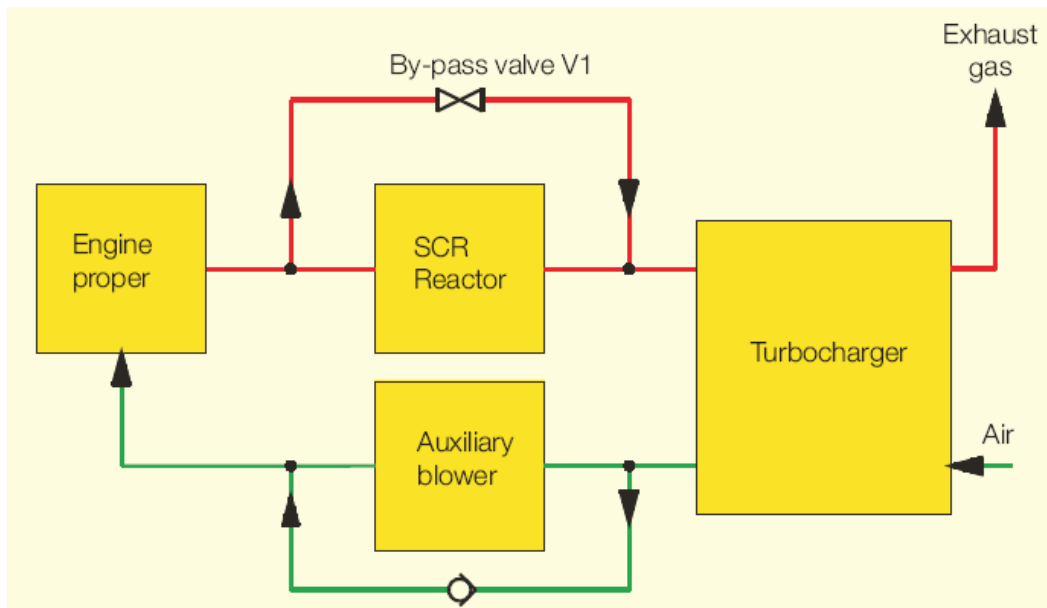 Exhaust
gas
By-pass valve V1
Engine
proper
SCR
Reactor
Turbocharger
Auxiliary
blower
Air